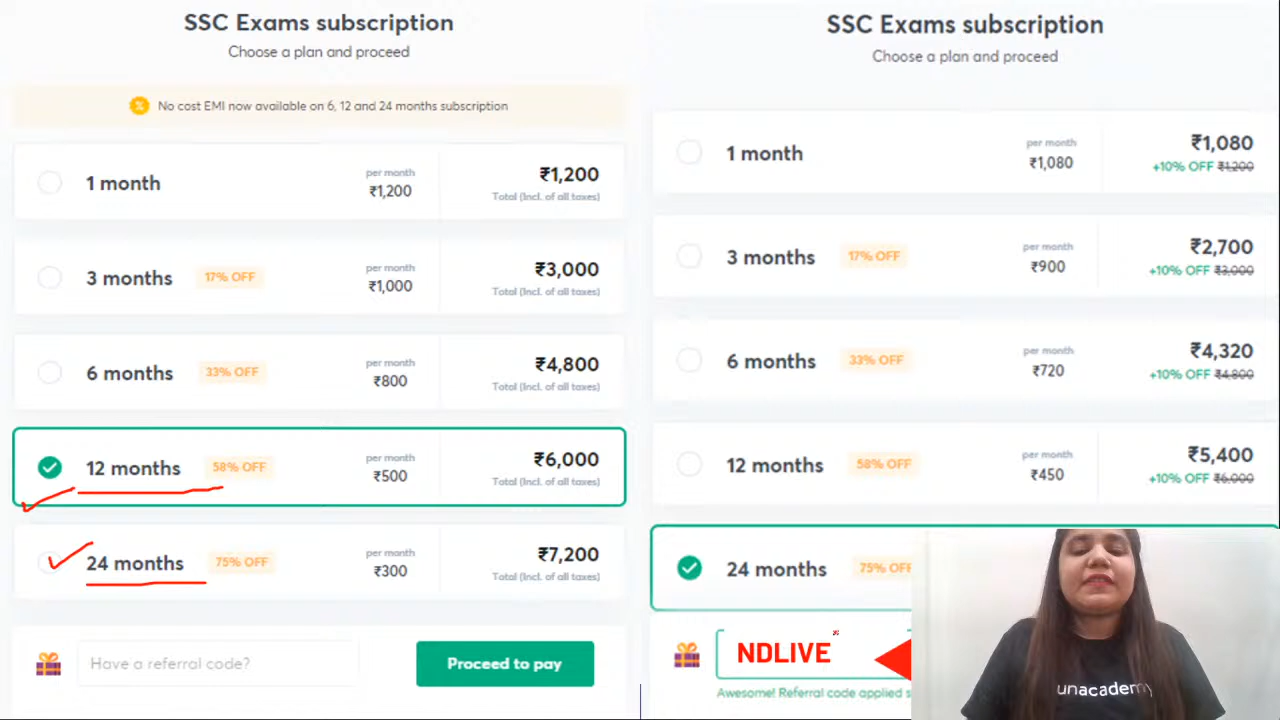 SSC Exams subscription
Choose a plan and proceed
No cost EMI now available on 6, 12 and 24 months subscription
1 month
per month
₹1,200
₹1,200
Total (Incl. of all taxes)
3 months
17% OFF
per month
₹1,000
₹3,000
Total (Incl. of all taxes)
6 months
33% OFF
per month
₹800
₹4,800
Total (Incl. of all taxes)
12 months
58% OFF
per month
₹500
₹6,000
Total (Incl. of all taxes)
24 months
75% OFF
per month
₹300
₹7,200
Total (Incl. of all taxes)
Have a referral code?
Proceed to pay
SSC Exams subscription
Choose a plan and proceed
1 month
per month
₹1,080
₹1,080
+10% OFF ₹1,200
3 months
17% OFF
per month
₹900
₹2,700
+10% OFF ₹3,000
6 months
33% OFF
per month
₹720
₹4,320
+10% OFF ₹4,800
12 months
58% OFF
per month
₹450
₹5,400
+10% OFF ₹6,000
24 months
75% OFF
NDLIVE
Awesome! Referral code applied s
unacademy